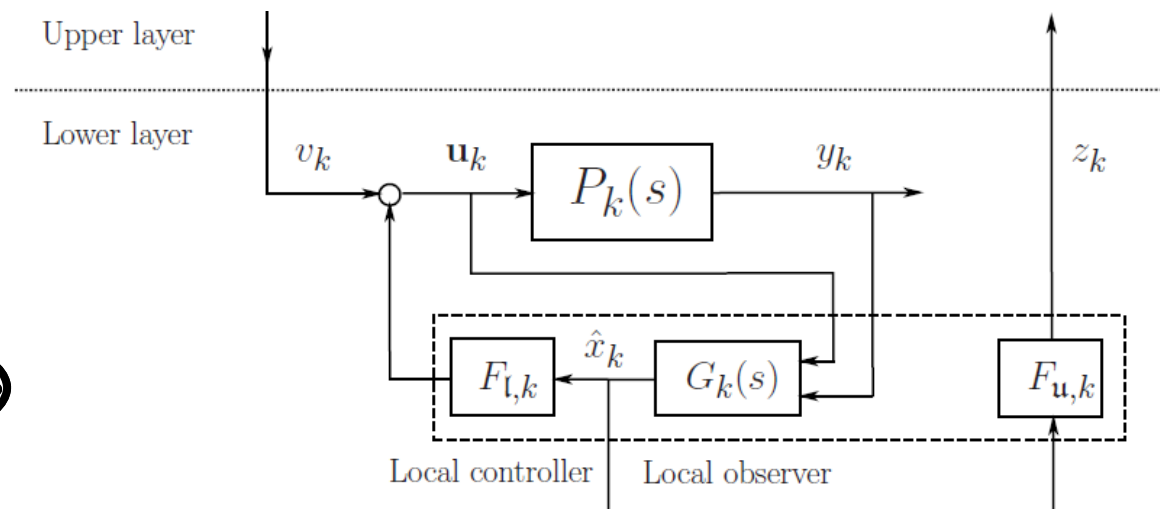 Upper layer
Lower layer
v_k
𝐮_k
P_k(s)
y_k
z_k
F_{𝔩,k}
x̂_k
G_k(s)
F_{𝔲,k}
Local controller
Local observer